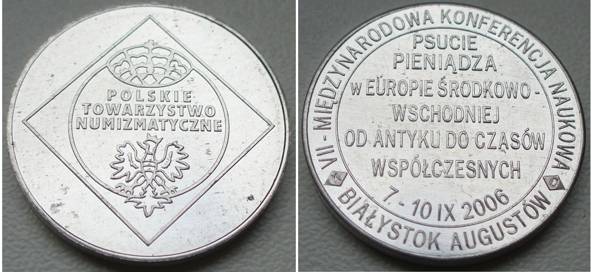 POLSKIE
TOWARZYSTWO
NUMIZMATYCZNE
VII - MIĘDZYNARODOWA KONFERENCJA NAUKOWA
PSUCIE
PIENIĄDZA
W EUROPIE ŚRODKOWO -
WSCHODNIEJ
OD ANTYKU DO CZASÓW
WSPÓŁCZESNYCH
7 - 10 IX 2006
BIAŁYSTOK AUGUSTÓW